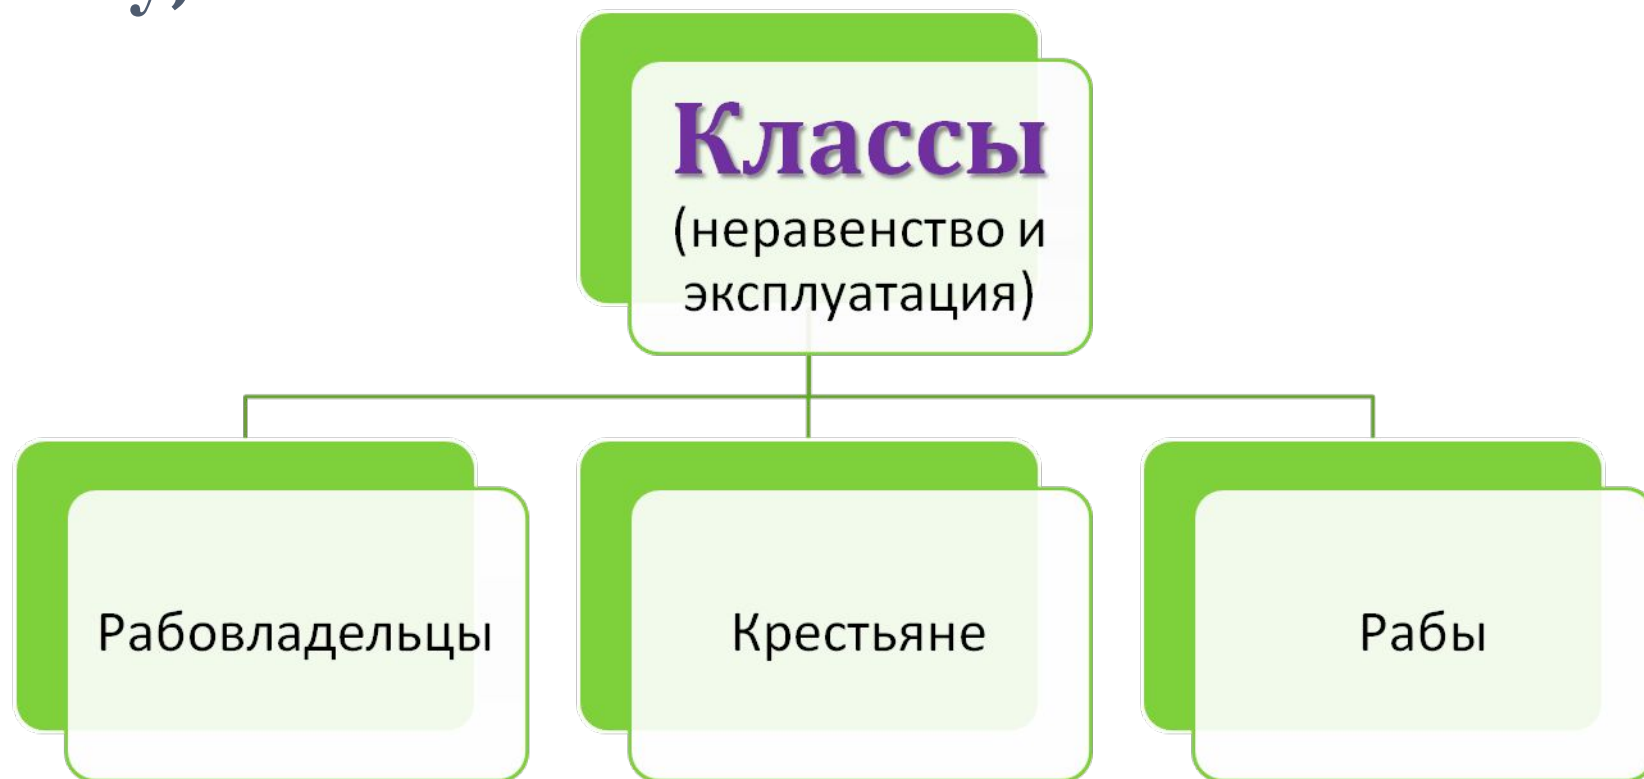 Классы
(неравенство и
эксплуатация)
Рабовладельцы
Крестьяне
Рабы